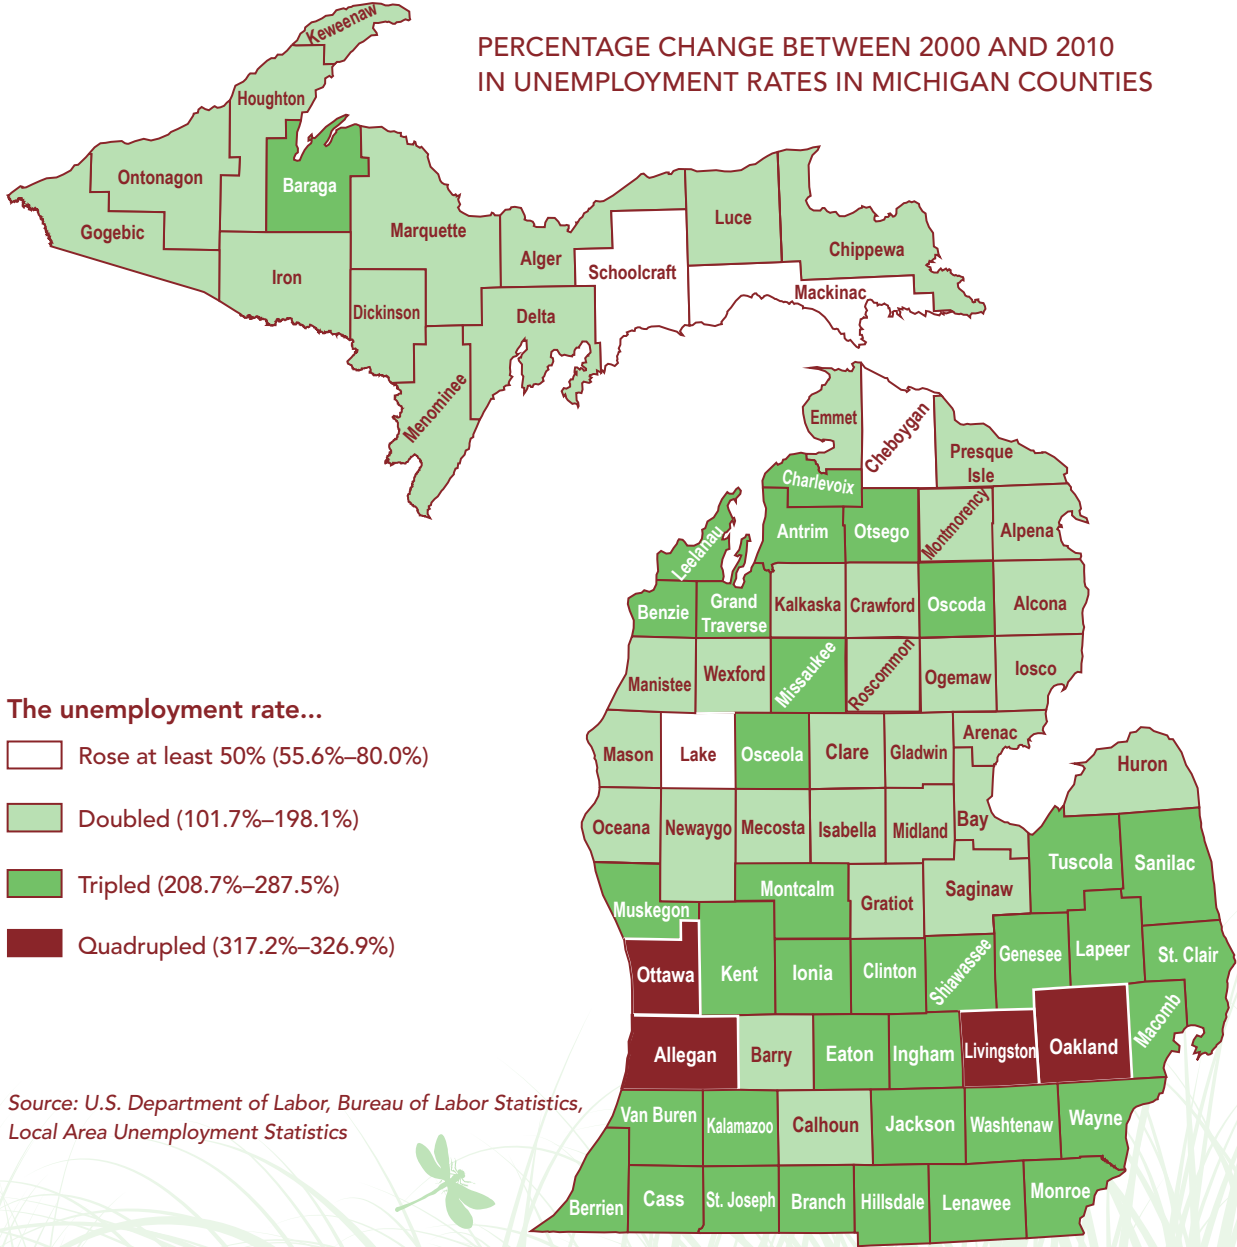 PERCENTAGE CHANGE BETWEEN 2000 AND 2010
IN UNEMPLOYMENT RATES IN MICHIGAN COUNTIES
Keweenaw
Houghton
Ontonagon
Baraga
Gogebic
Marquette
Iron
Dickinson
Menominee
Alger
Delta
Schoolcraft
Luce
Chippewa
Mackinac
Emmet
Cheboygan
Presque
Isle
Charlevoix
Antrim
Otsego
Montmorency
Alpena
Leelanau
Benzie
Grand
Traverse
Kalkaska
Crawford
Oscoda
Alcona
Manistee
Wexford
Missaukee
Roscommon
Ogemaw
Iosco
The unemployment rate...
Rose at least 50% (55.6%–80.0%)
Doubled (101.7%–198.1%)
Tripled (208.7%–287.5%)
Quadrupled (317.2%–326.9%)
Mason
Lake
Osceola
Clare
Gladwin
Arenac
Huron
Oceana
Newaygo
Mecosta
Isabella
Midland
Bay
Tuscola
Sanilac
Muskegon
Montcalm
Gratiot
Saginaw
Ottawa
Kent
Ionia
Clinton
Shiawassee
Genesee
Lapeer
St. Clair
Allegan
Barry
Eaton
Ingham
Livingston
Oakland
Macomb
Van Buren
Kalamazoo
Calhoun
Jackson
Washtenaw
Wayne
Berrien
Cass
St. Joseph
Branch
Hillsdale
Lenawee
Monroe
Source: U.S. Department of Labor, Bureau of Labor Statistics,
Local Area Unemployment Statistics